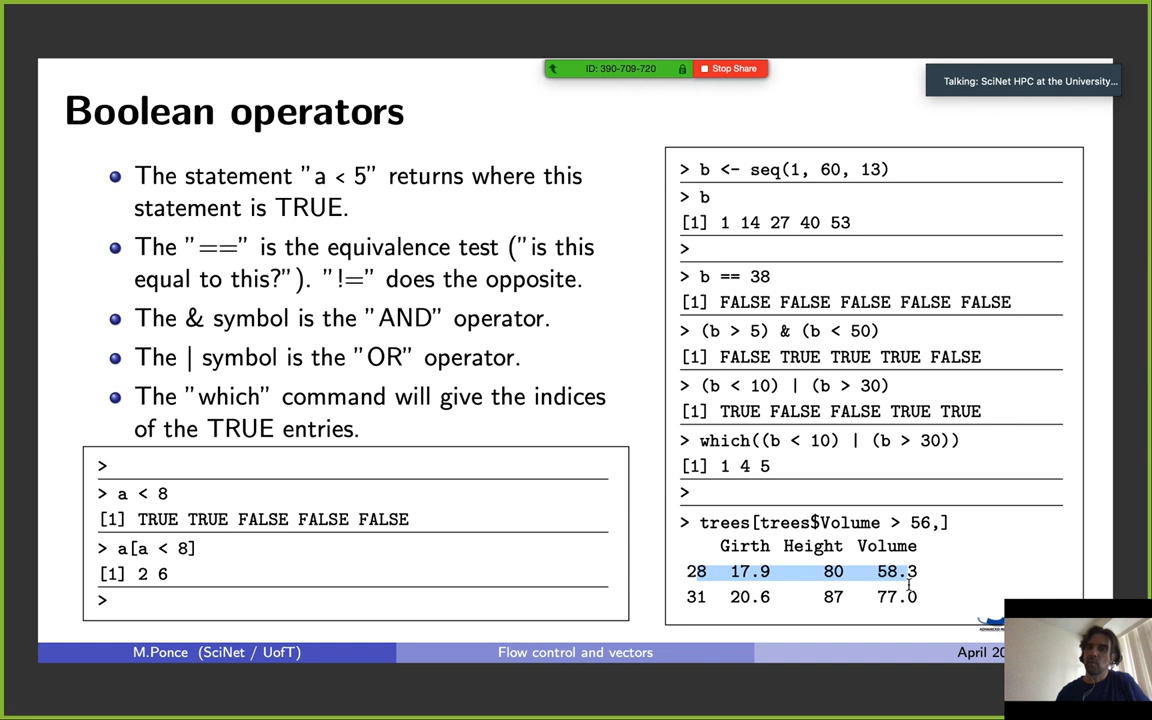 ID: 390-709-720
Stop Share
Talking: SciNet HPC at the University...
Boolean operators
The statement "a < 5" returns where this
statement is TRUE.
The "==" is the equivalence test ("is this
equal to this?"). "!=" does the opposite.
The & symbol is the "AND" operator.
The | symbol is the "OR" operator.
The "which" command will give the indices
of the TRUE entries.
>
> a < 8
[1] TRUE TRUE FALSE FALSE FALSE
> a[a < 8]
[1] 2 6
>
> b <- seq(1, 60, 13)
> b
[1] 1 14 27 40 53
>
> b == 38
[1] FALSE FALSE FALSE FALSE FALSE
> (b > 5) & (b < 50)
[1] FALSE TRUE TRUE TRUE FALSE
> (b < 10) | (b > 30)
[1] TRUE FALSE FALSE TRUE TRUE
> which((b < 10) | (b > 30))
[1] 1 4 5
>
> trees[trees$Volume > 56,]
Girth Height Volume
28 17.9 80 58.3
31 20.6 87 77.0
M.Ponce (SciNet / UofT)
Flow control and vectors
April 20